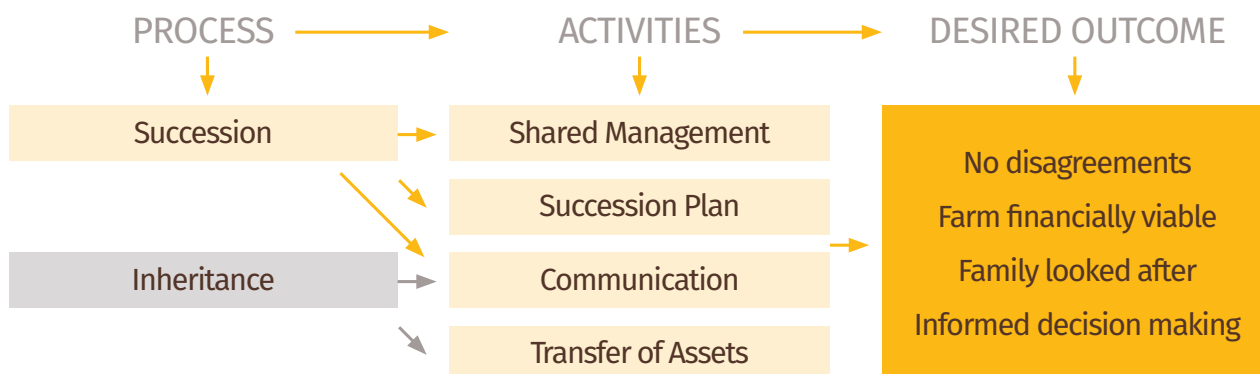 PROCESS
ACTIVITIES
DESIRED OUTCOME
Succession
Inheritance
Shared Management
Succession Plan
Communication
Transfer of Assets
No disagreements
Farm financially viable
Family looked after
Informed decision making